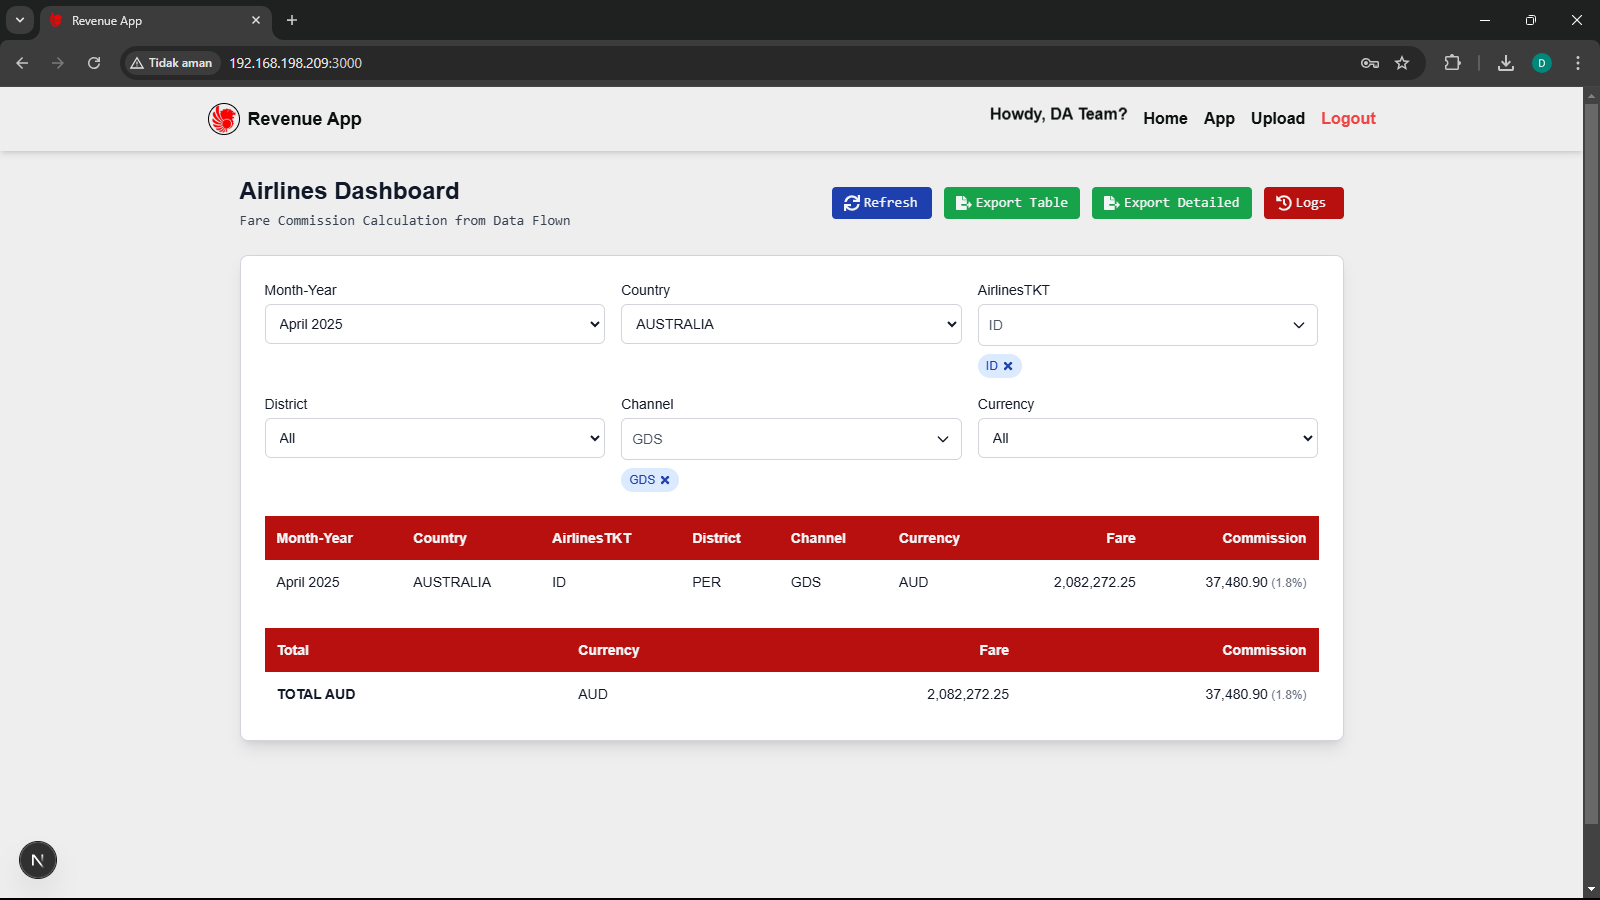 Revenue App
Tidak aman
192.168.198.209:3000
D
Revenue App
Howdy, DA Team?
Home
App
Upload
Logout
Airlines Dashboard
Fare Commission Calculation from Data Flown
Refresh
Export Table
Export Detailed
Logs
Month-Year
Country
AirlinesTKT
April 2025
AUSTRALIA
ID
ID
District
Channel
Currency
All
GDS
All
GDS
Month-Year Country AirlinesTKT District Channel Currency Fare Commission
April 2025 AUSTRALIA ID PER GDS AUD 2,082,272.25 37,480.90 (1.8%)
Total Currency Fare Commission
TOTAL AUD AUD 2,082,272.25 37,480.90 (1.8%)
N